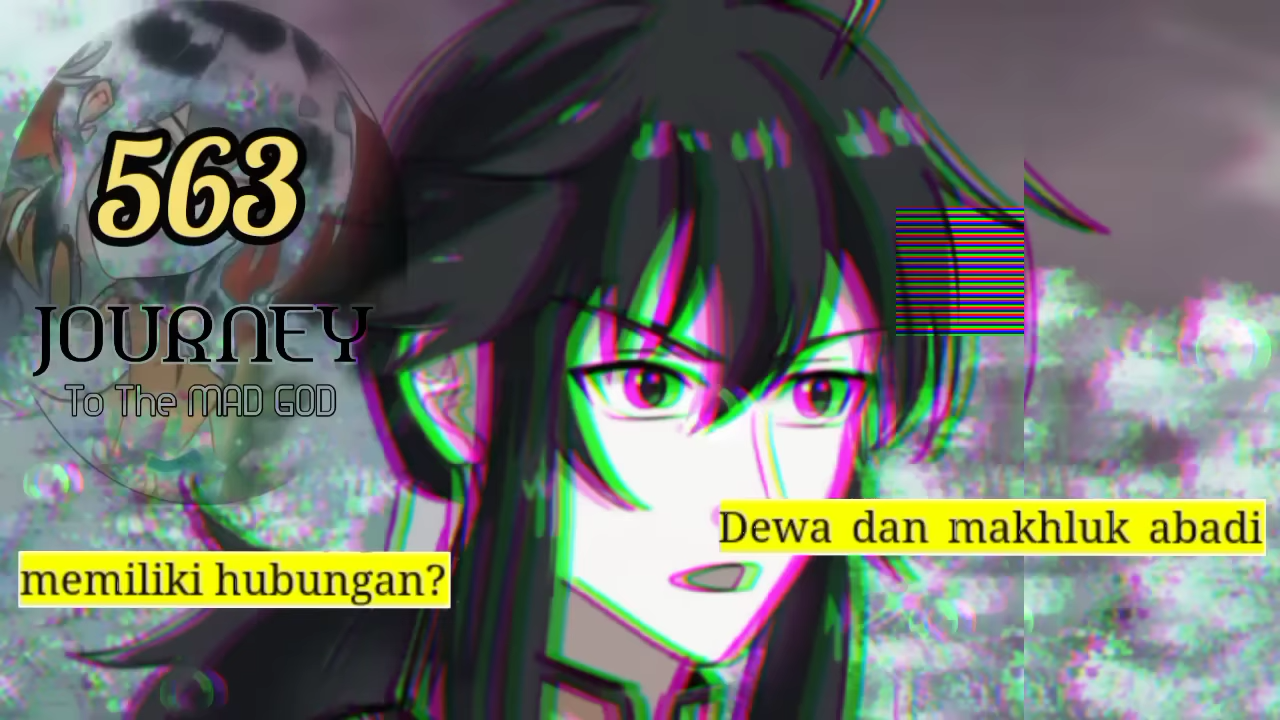 563
JOURNEY
To The MAD GOD
Dewa dan makhluk abadi
memiliki hubungan?